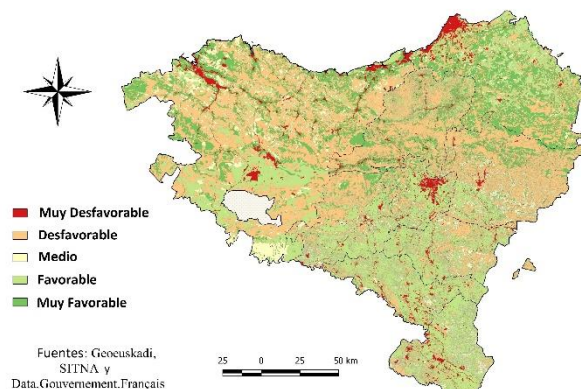 Muy Desfavorable
Desfavorable
Medio
Favorable
Muy Favorable
Fuentes: Geoeuskadi,
SITNA y
Data.Gouvernement.Français
25 0 25 50 km